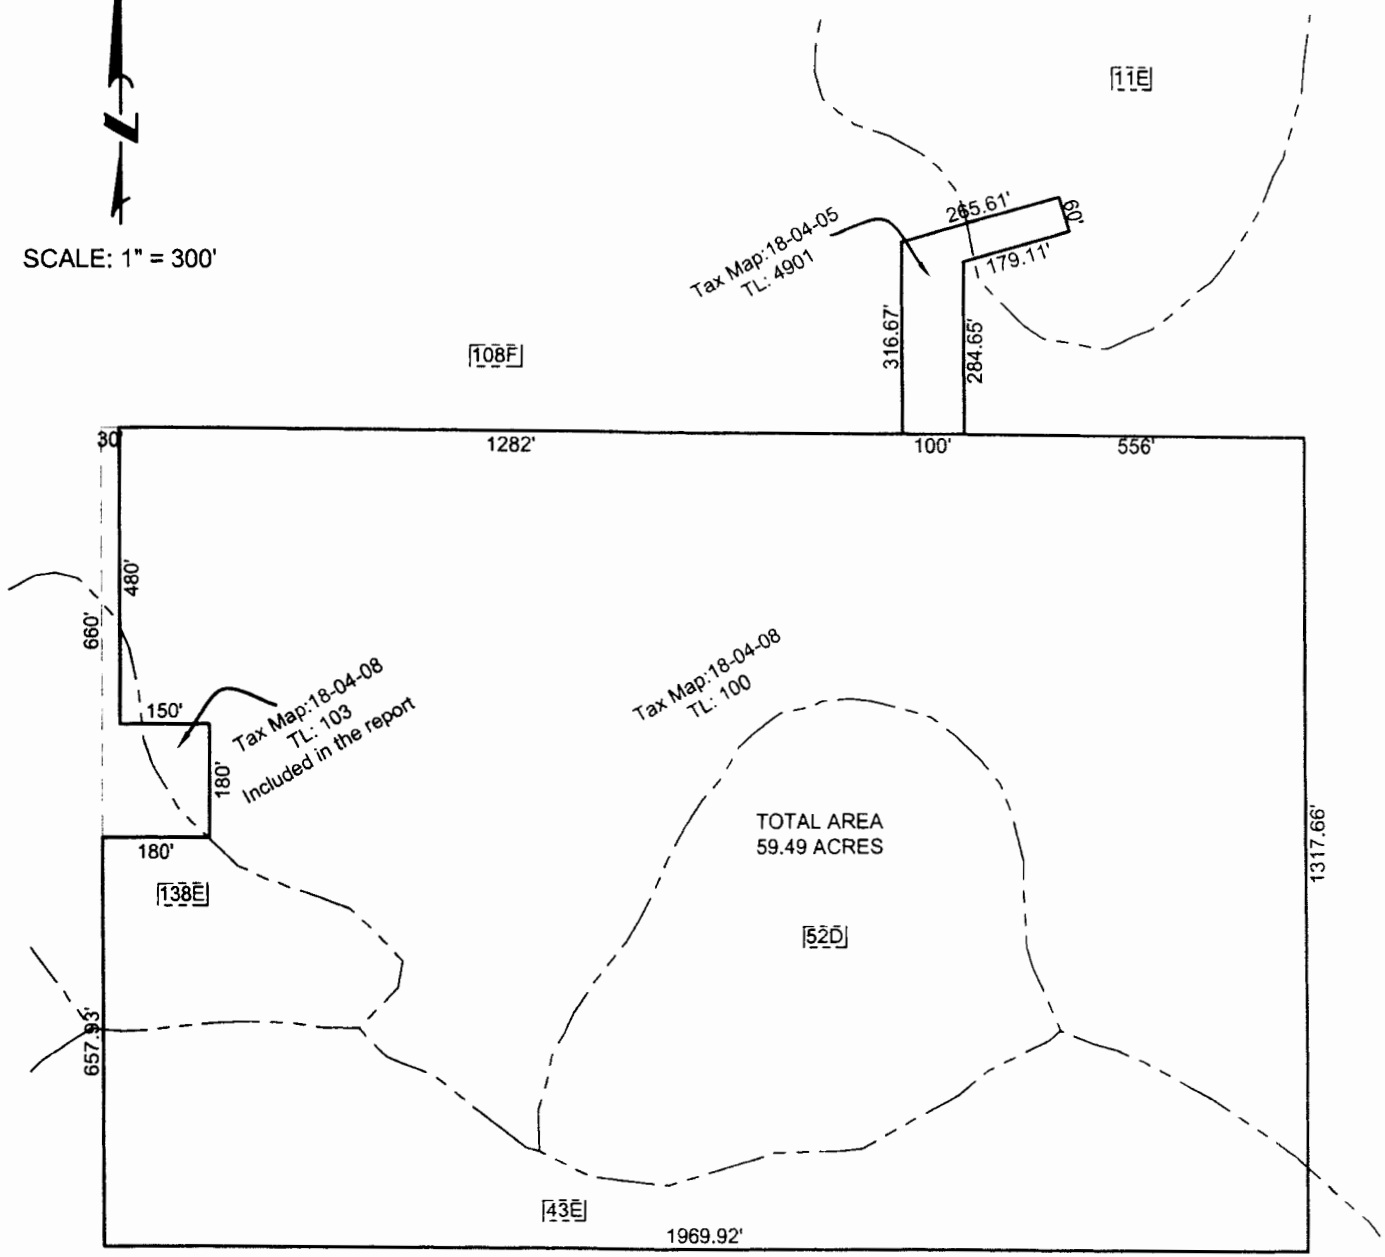 11E
265.61'
60'
Tax Map:18-04-05
TL: 4901
179.11'
SCALE: 1" = 300'
316.67'
284.65'
108F
30'
1282'
100'
556'
480'
660'
Tax Map:18-04-08
TL: 103
Included in the report
Tax Map:18-04-08
TL: 100
150'
180'
TOTAL AREA
59.49 ACRES
1317.66'
180'
138E
52D
657.93'
43E
1969.92'